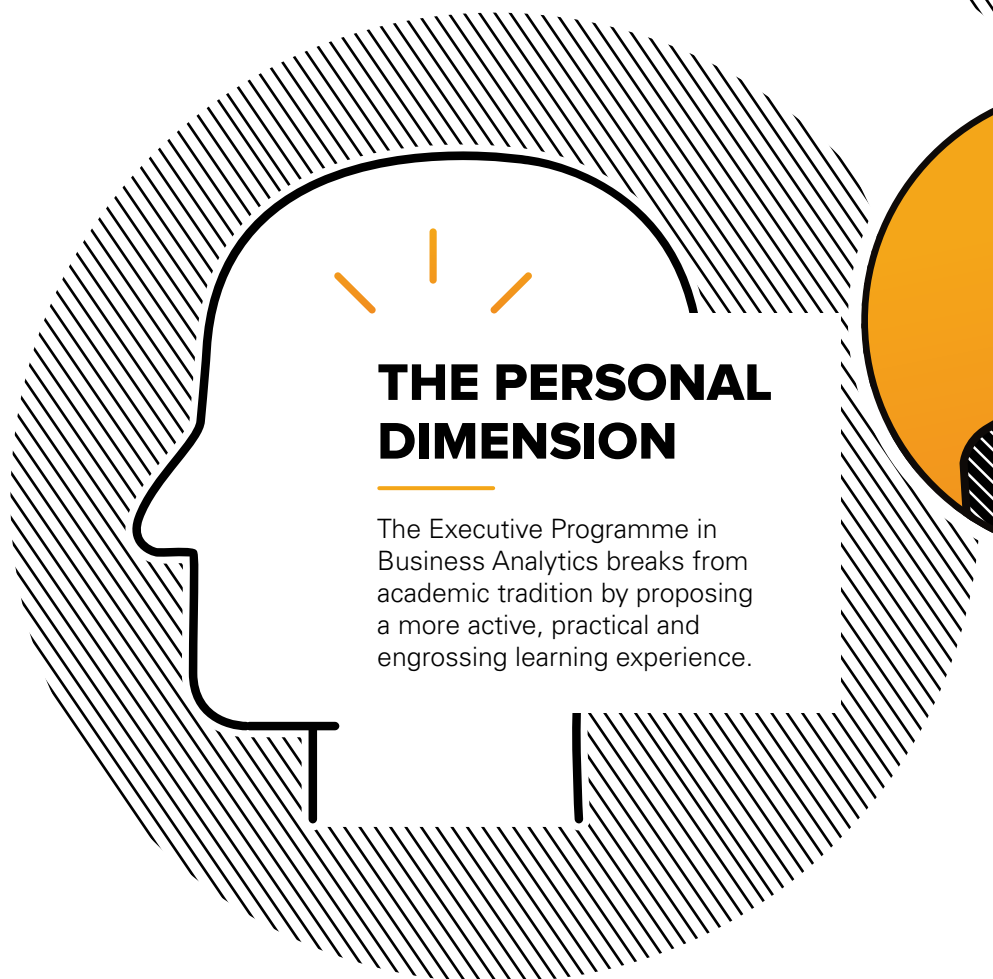 THE PERSONAL
DIMENSION
The Executive Programme in
Business Analytics breaks from
academic tradition by proposing
a more active, practical and
engrossing learning experience.